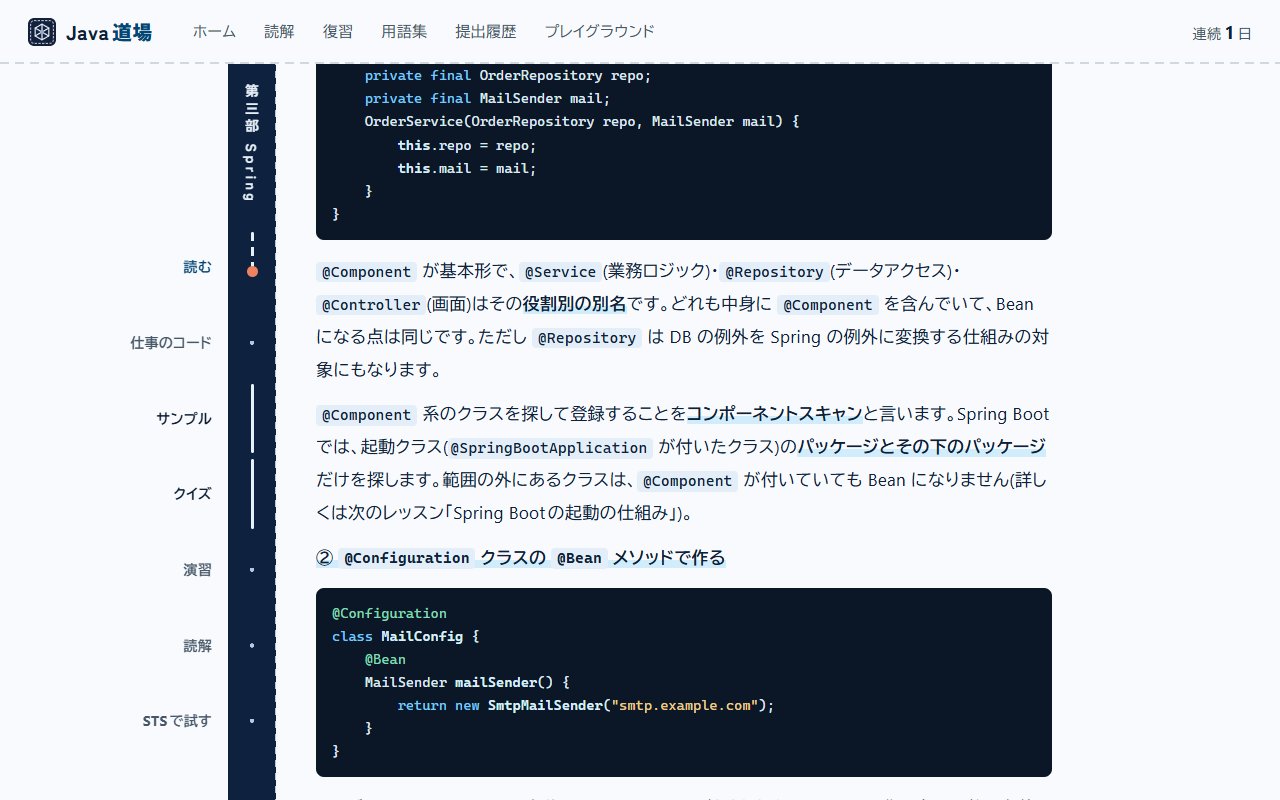 Java道場
ホーム
読解
復習
用語集
提出履歴
プレイグラウンド
連続 1 日
第三部 Spring
読む
仕事のコード
サンプル
クイズ
演習
読解
STSで試す
private final OrderRepository repo;
private final MailSender mail;
OrderService(OrderRepository repo, MailSender mail) {
this.repo = repo;
this.mail = mail;
}
}
@Component が基本形で、@Service(業務ロジック)・@Repository(データアクセス)・
@Controller(画面)はその役割別の別名です。どれも中身に @Component を含んでいて、Bean
になる点は同じです。ただし @Repository は DB の例外を Spring の例外に変換する仕組みの対
象にもなります。
@Component 系のクラスを探して登録することをコンポーネントスキャンと言います。Spring Boot
では、起動クラス(@SpringBootApplication が付いたクラス)のパッケージとその下のパッケージ
だけを探します。範囲の外にあるクラスは、@Component が付いていても Bean になりません(詳し
くは次のレッスン「Spring Bootの起動の仕組み」)。
② @Configuration クラスの @Bean メソッドで作る
@Configuration
class MailConfig {
@Bean
MailSender mailSender() {
return new SmtpMailSender("smtp.example.com");
}
}